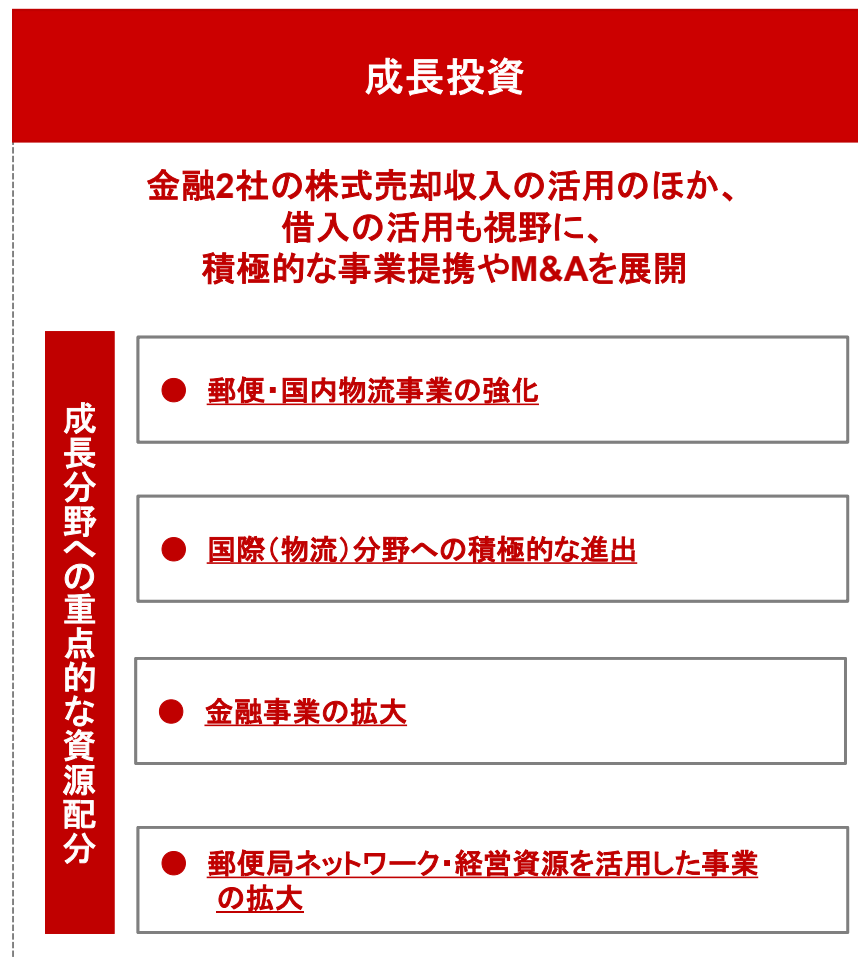 成長投資
金融2社の株式売却収入の活用のほか、
借入の活用も視野に、
積極的な事業提携やM&Aを展開
成長分野への重点的な資源配分
● 郵便・国内物流事業の強化
● 国際(物流)分野への積極的な進出
● 金融事業の拡大
● 郵便局ネットワーク・経営資源を活用した事業
の拡大